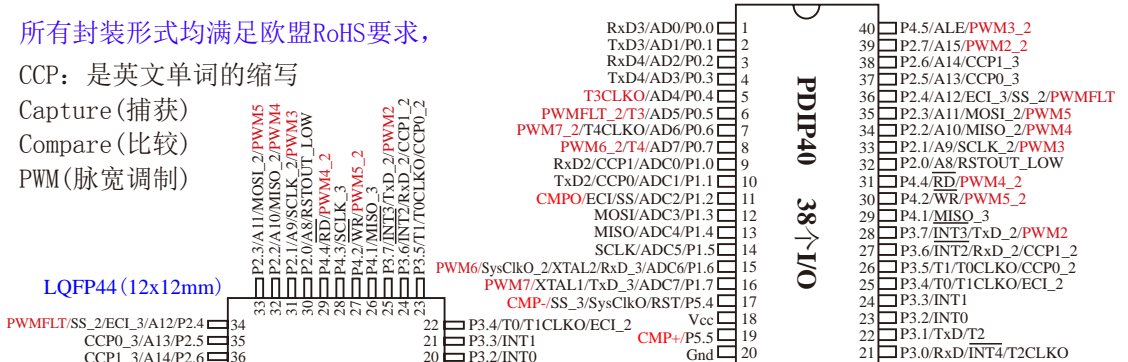 所有封装形式均满足欧盟RoHS要求,
CCP: 是英文单词的缩写
Capture(捕获)
Compare(比较)
PWM(脉宽调制)
LQFP44(12x12mm)
P2.3/A11/MOSI_2/PWM5
P2.2/A10/MISO_2/PWM4
P2.1/A9/SCLK_2/PWM3
P2.0/A8/RSTOUT_LOW
P4.4/RD/PWM4_2
P4.3/SCLK_3
P4.2/WR/PWM5_2
P4.1/MISO_3
P3.7/INT3/TxD_2/PWM2
P3.6/INT2/RxD_2/CCP1_2
P3.5/T1/T0CLKO/CCP0_2
33 32 31 30 29 28 27 26 25 24 23
PWMFLT/SS_2/ECI_3/A12/P2.4 34
CCP0_3/A13/P2.5 35
CCP1_3/A14/P2.6 36
22 P3.4/T0/T1CLKO/ECI_2
21 P3.3/INT1
20 P3.2/INT0
RxD3/AD0/P0.0 1
TxD3/AD1/P0.1 2
RxD4/AD2/P0.2 3
TxD4/AD3/P0.3 4
T3CLKO/AD4/P0.4 5
PWMFLT_2/T3/AD5/P0.5 6
PWM7_2/T4CLKO/AD6/P0.6 7
PWM6_2/T4/AD7/P0.7 8
RxD2/CCP1/ADC0/P1.0 9
TxD2/CCP0/ADC1/P1.1 10
CMPO/ECI/SS/ADC2/P1.2 11
MOSI/ADC3/P1.3 12
MISO/ADC4/P1.4 13
SCLK/ADC5/P1.5 14
PWM6/SysClkO_2/XTAL2/RxD_3/ADC6/P1.6 15
PWM7/XTAL1/TxD_3/ADC7/P1.7 16
CMP-/SS_3/SysClkO/RST/P5.4 17
Vcc 18
CMP+/P5.5 19
Gnd 20
PDIP40 38个I/O
40 P4.5/ALE/PWM3_2
39 P2.7/A15/PWM2_2
38 P2.6/A14/CCP1_3
37 P2.5/A13/CCP0_3
36 P2.4/A12/ECI_3/SS_2/PWMFLT
35 P2.3/A11/MOSI_2/PWM5
34 P2.2/A10/MISO_2/PWM4
33 P2.1/A9/SCLK_2/PWM3
32 P2.0/A8/RSTOUT_LOW
31 P4.4/RD/PWM4_2
30 P4.2/WR/PWM5_2
29 P4.1/MISO_3
28 P3.7/INT3/TxD_2/PWM2
27 P3.6/INT2/RxD_2/CCP1_2
26 P3.5/T1/T0CLKO/CCP0_2
25 P3.4/T0/T1CLKO/ECI_2
24 P3.3/INT1
23 P3.2/INT0
22 P3.1/TxD/T2
21 P3.0/RxD/INT4/T2CLKO